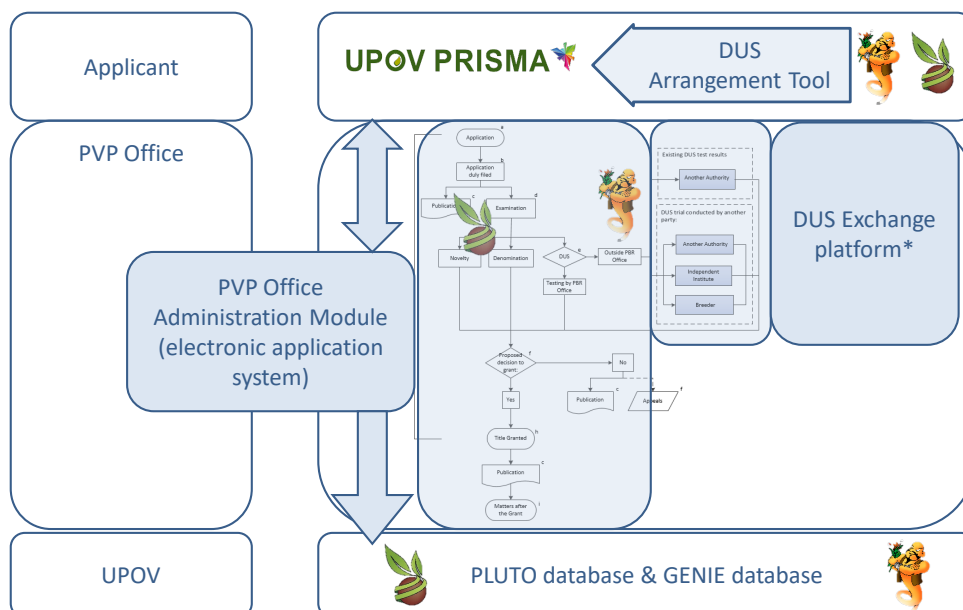 Applicant
UPOV PRISMA
DUS
Arrangement Tool
PVP Office
Application
a
Application
duly filed
b
Publication
c
Examination
d
Novelty
Denomination
DUS
e
Outside PBR
Office
Testing by PBR
Office
Existing DUS test results
Another Authority
DUS trial conducted by another
party:
Another Authority
Independent
Institute
Breeder
DUS Exchange
platform*
PVP Office
Administration Module
(electronic application
system)
Proposed
decision to
grant:
f
No
Publication
c
Appeals
f
Yes
Title Granted
h
Publication
c
Matters after
the Grant
i
UPOV
PLUTO database & GENIE database